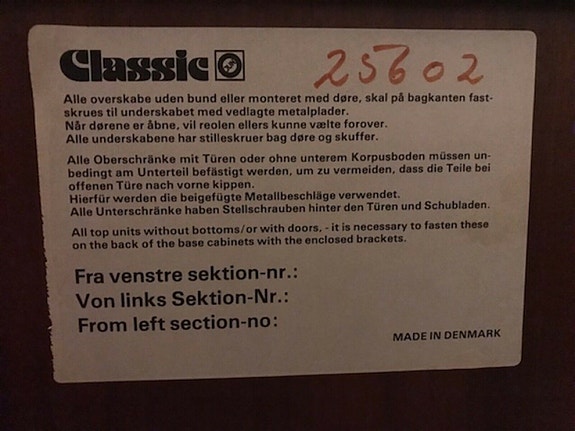 Classic 25602
Alle overskabe uden bund eller monteret med døre, skal på bagkanten fast-
skrues til underskabet med vedlagte metalplader.
Når dørene er åbne, vil reolen ellers kunne vælte forover.
Alle underskabene har stilleskruer bag døre og skuffer.
Alle Oberschränke mit Türen oder ohne unterem Korpusboden müssen un-
bedingt am Unterteil befästigt werden, um zu vermeiden, dass die Teile bei
offenen Türe nach vorne kippen.
Hierfür werden die beigefügte Metallbeschläge verwendet.
Alle Unterschränke haben Stellschrauben hinter den Türen und Schubladen.
All top units without bottoms/or with doors, - it is necessary to fasten these
on the back of the base cabinets with the enclosed brackets.
Fra venstre sektion-nr.:
Von links Sektion-Nr.:
From left section-no:
MADE IN DENMARK